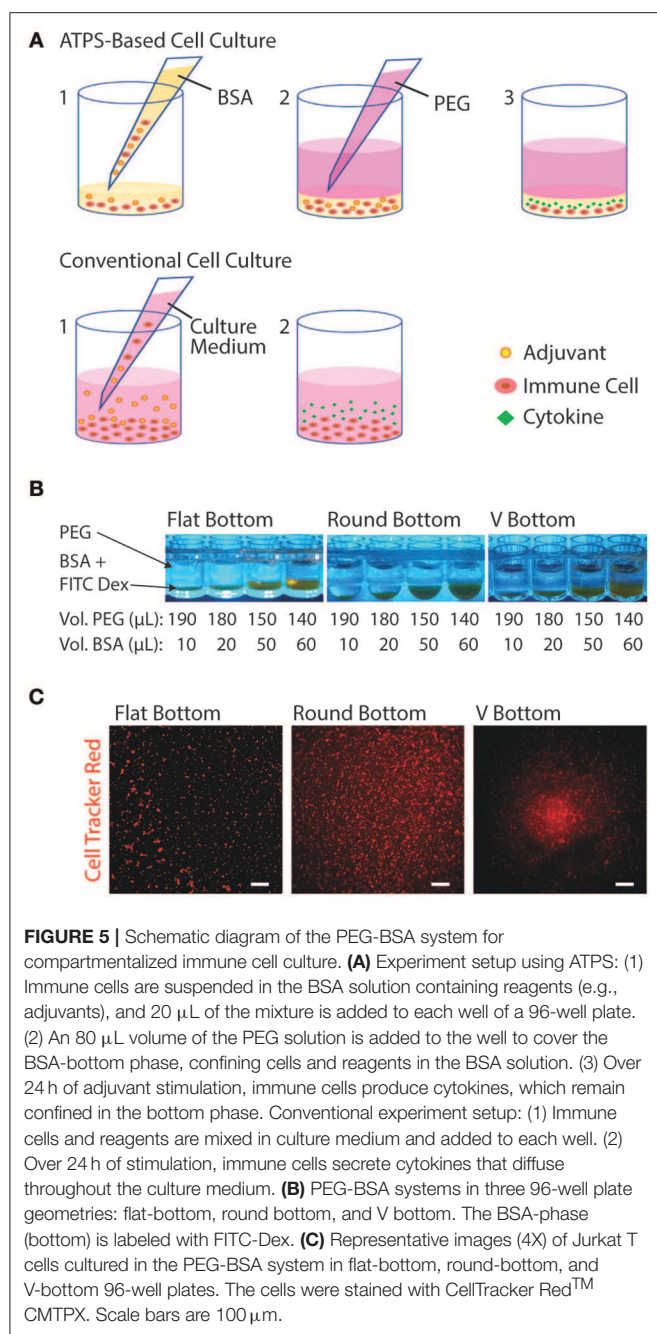 A
ATPS-Based Cell Culture
1
BSA
2
PEG
3
Conventional Cell Culture
1
Culture
Medium
2
Adjuvant
Immune Cell
Cytokine
B
Flat Bottom Round Bottom V Bottom
PEG
BSA +
FITC Dex
Vol. PEG (μL): 190 180 150 140 190 180 150 140 190 180 150 140
Vol. BSA (μL): 10 20 50 60 10 20 50 60 10 20 50 60
C
Flat Bottom Round Bottom V Bottom
Cell Tracker Red
FIGURE 5 | Schematic diagram of the PEG-BSA system for
compartmentalized immune cell culture. (A) Experiment setup using ATPS: (1)
Immune cells are suspended in the BSA solution containing reagents (e.g.,
adjuvants), and 20 μL of the mixture is added to each well of a 96-well plate.
(2) An 80 μL volume of the PEG solution is added to the well to cover the
BSA-bottom phase, confining cells and reagents in the BSA solution. (3) Over
24 h of adjuvant stimulation, immune cells produce cytokines, which remain
confined in the bottom phase. Conventional experiment setup: (1) Immune
cells and reagents are mixed in culture medium and added to each well. (2)
Over 24 h of stimulation, immune cells secrete cytokines that diffuse
throughout the culture medium. (B) PEG-BSA systems in three 96-well plate
geometries: flat-bottom, round bottom, and V bottom. The BSA-phase
(bottom) is labeled with FITC-Dex. (C) Representative images (4X) of Jurkat T
cells cultured in the PEG-BSA system in flat-bottom, round-bottom, and
V-bottom 96-well plates. The cells were stained with CellTracker Red™
CMTPX. Scale bars are 100 μm.